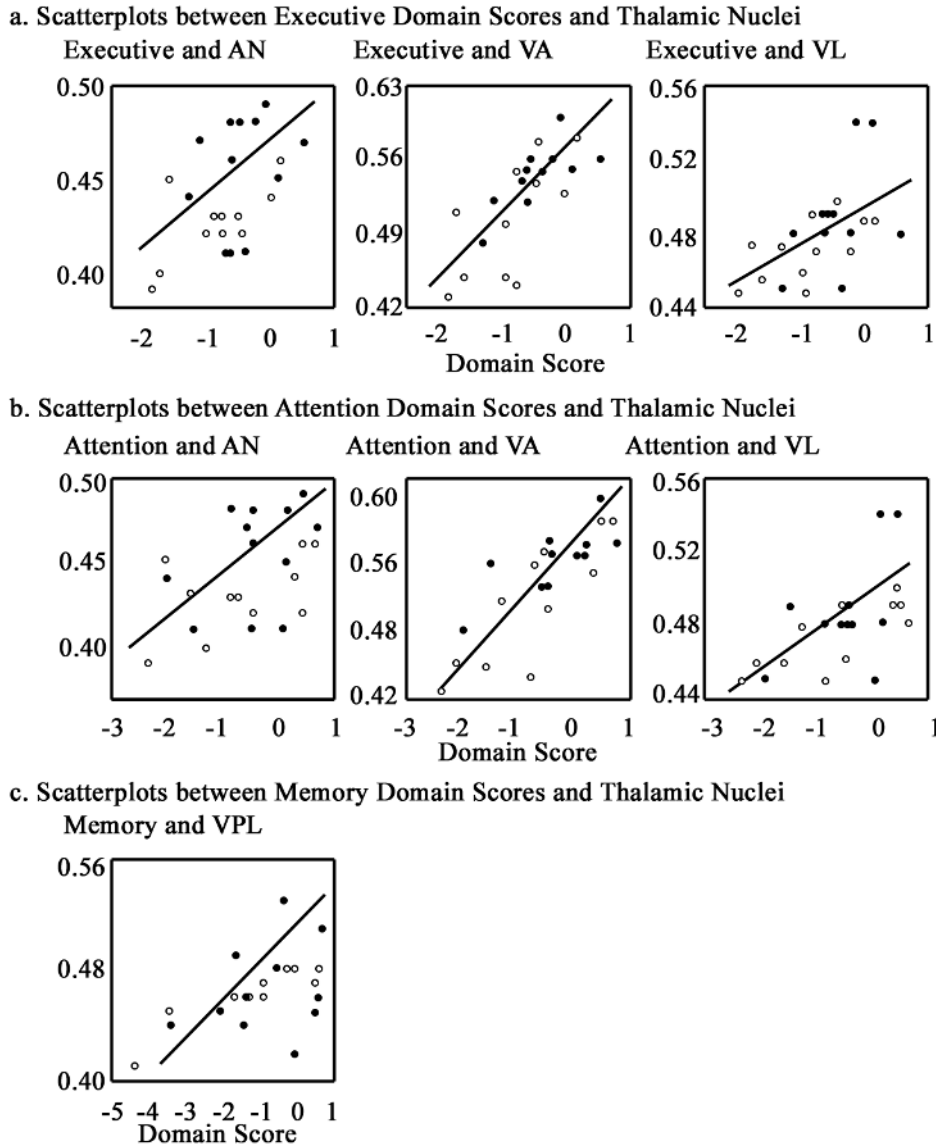 a. Scatterplots between Executive Domain Scores and Thalamic Nuclei
Executive and AN Executive and VA Executive and VL
0.50 0.63 0.56
0.56 0.52
0.45
0.49 0.48
0.40
0.42 0.44
-2 -1 0 1 -2 -1 0 1 -2 -1 0 1
Domain Score
b. Scatterplots between Attention Domain Scores and Thalamic Nuclei
Attention and AN Attention and VA Attention and VL
0.50 0.60 0.56
0.45 0.56 0.52
0.40 0.48 0.48
0.42 0.44
-3 -2 -1 0 1 -3 -2 -1 0 1 -3 -2 -1 0 1
Domain Score
c. Scatterplots between Memory Domain Scores and Thalamic Nuclei
Memory and VPL
0.56
0.48
0.40
-5 -4 -3 -2 -1 0 1
Domain Score